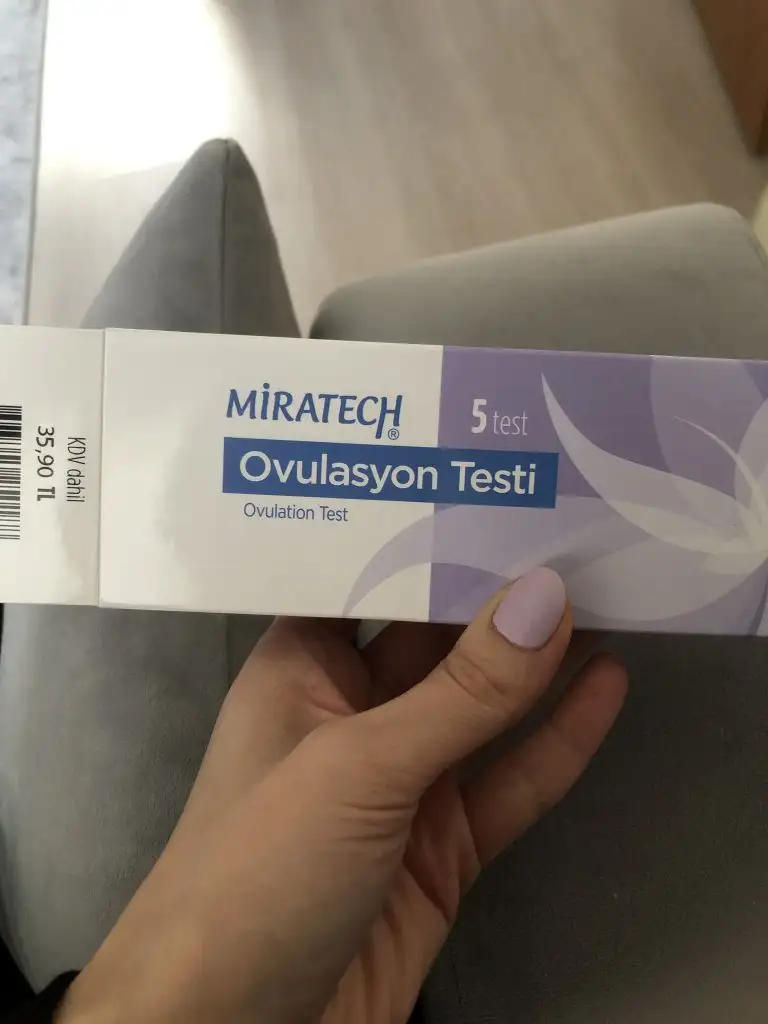 MİRATECH®
5 test
Ovulasyon Testi
Ovulation Test
KDV dahil
35,90 TL